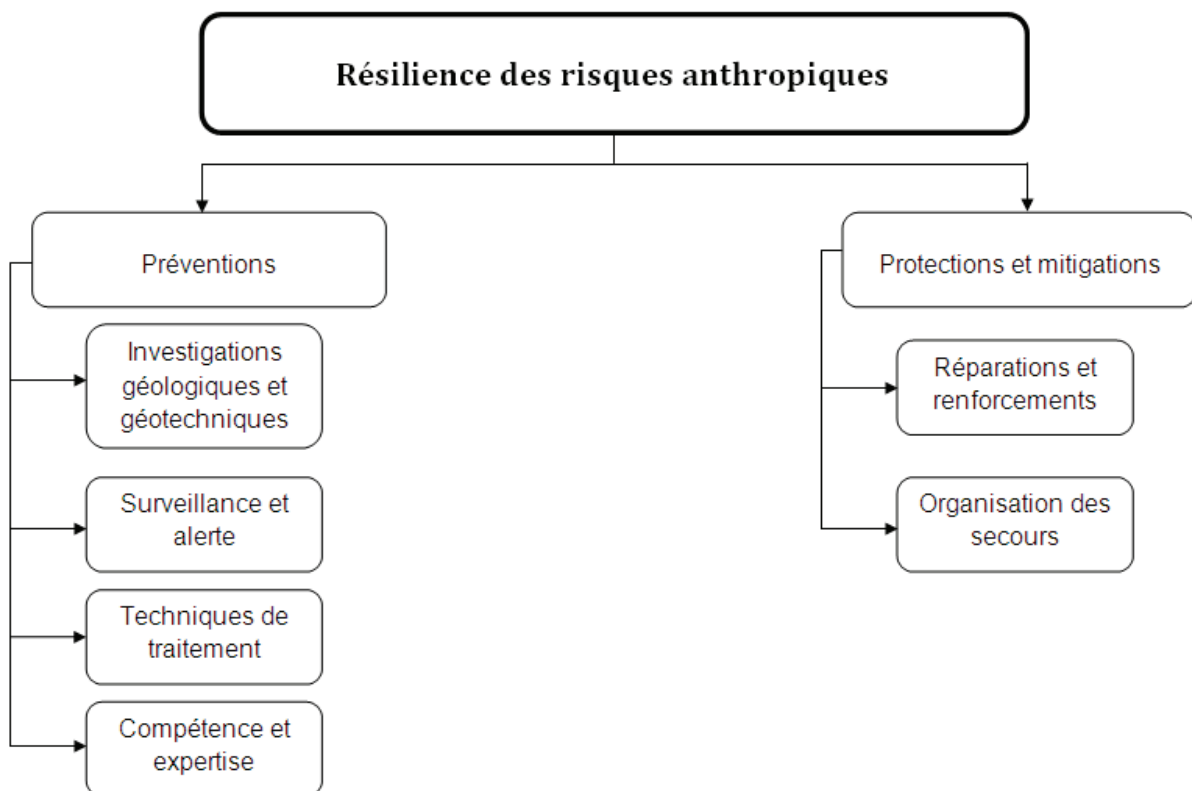 Résilience des risques anthropiques
Préventions
Investigations
géologiques et
géotechniques
Surveillance et
alerte
Techniques de
traitement
Compétence et
expertise
Protections et mitigations
Réparations et
renforcements
Organisation des
secours